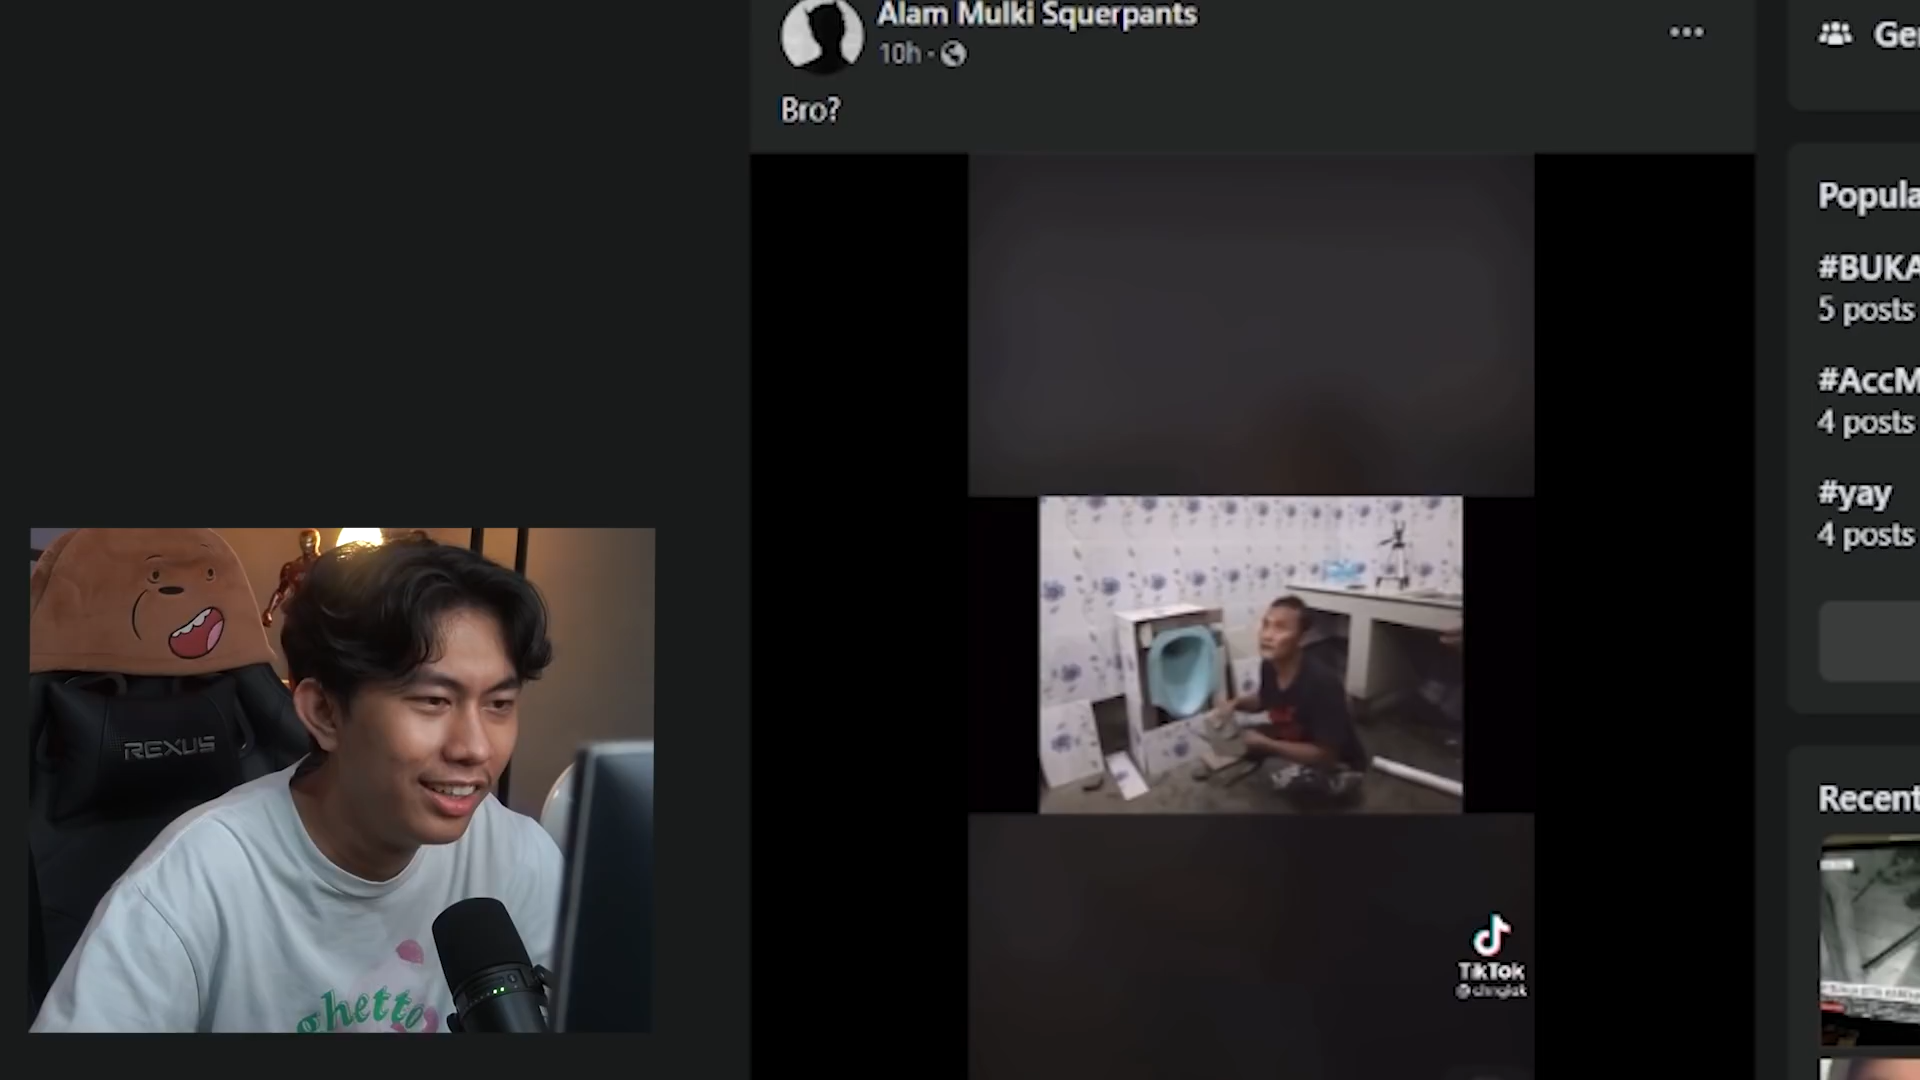 Alam Mulki Squerpants
10h ·
Bro?
Ge
Popula
#BUKA
5 posts
#AccM
4 posts
#yay
4 posts
Recent
REXUS
ghetto
TikTok